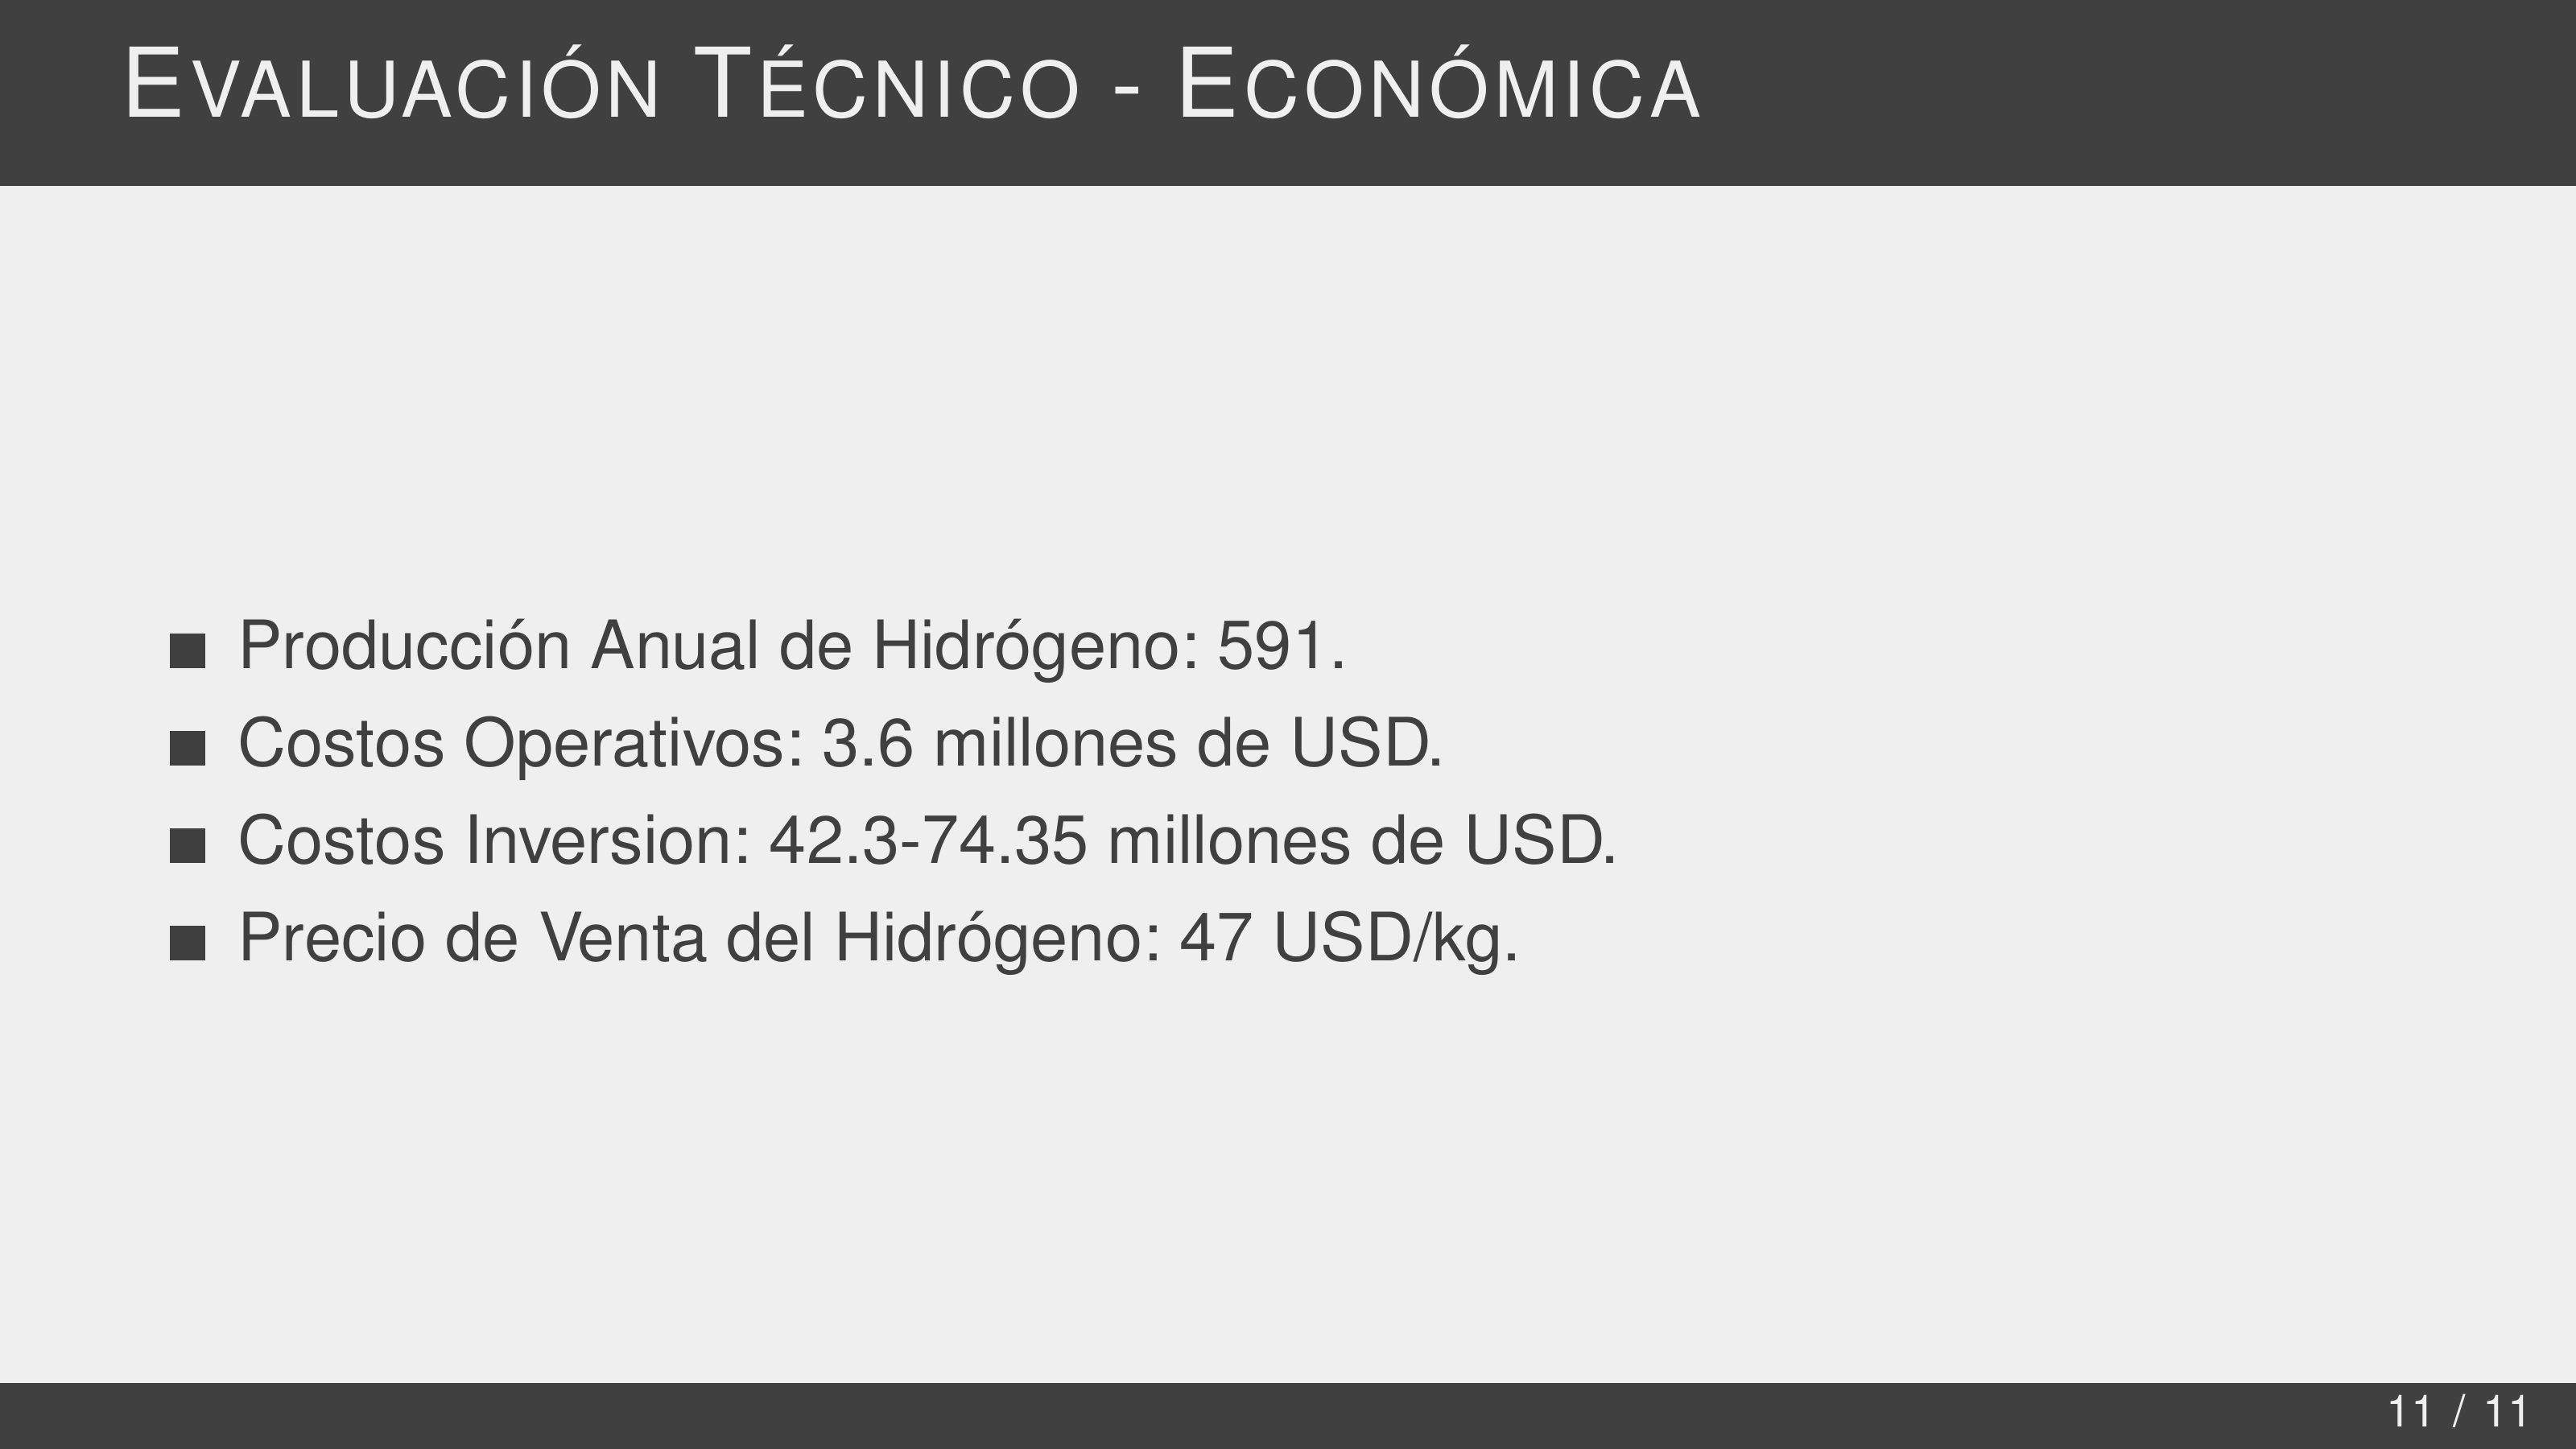 EVALUACIÓN TÉCNICO - ECONÓMICA
■ Producción Anual de Hidrógeno: 591.
■ Costos Operativos: 3.6 millones de USD.
■ Costos Inversion: 42.3-74.35 millones de USD.
■ Precio de Venta del Hidrógeno: 47 USD/kg.
11 / 11